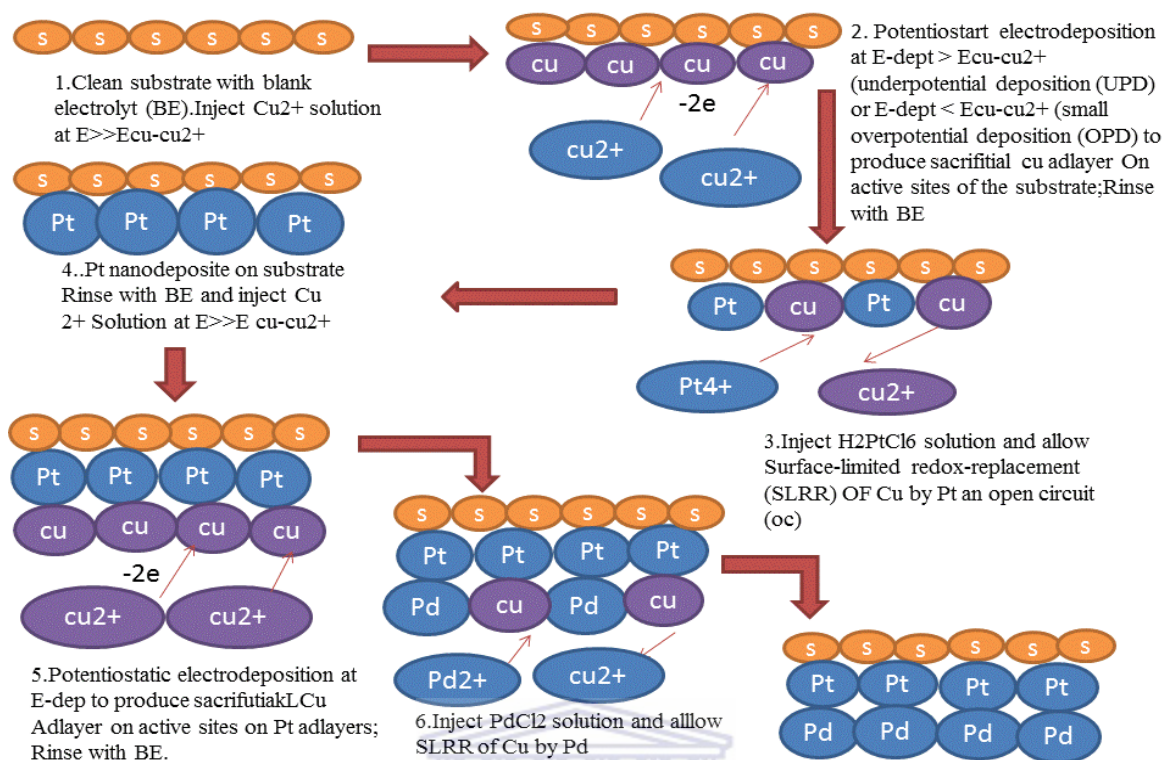 S S S S S S
1.Clean substrate with blank
electrolyt (BE).Inject Cu2+ solution
at E>>Ecu-cu2+
S S S S S S
cu cu cu cu
-2e
cu2+
cu2+
2. Potentiostart electrodeposition
at E-dept > Ecu-cu2+
(underpotential deposition (UPD)
or E-dept < Ecu-cu2+ (small
overpotential deposition (OPD) to
produce sacrifitial cu adlayer On
active sites of the substrate;Rinse
with BE
S S S S S S
Pt cu Pt cu
Pt4+
cu2+
3.Inject H2PtCl6 solution and allow
Surface-limited redox-replacement
(SLRR) OF Cu by Pt an open circuit
(oc)
S S S S S S
Pt Pt Pt Pt
4..Pt nanodeposite on substrate
Rinse with BE and inject Cu
2+ Solution at E>>E cu-cu2+
S S S S S S
Pt Pt Pt Pt
cu cu cu cu
-2e
cu2+ cu2+
5.Potentiostatic electrodeposition at
E-dep to produce sacrifutiakLCu
Adlayer on active sites on Pt adlayers;
Rinse with BE.
S S S S S S
Pt Pt Pt Pt
Pd cu Pd cu
Pd2+ cu2+
6.Inject PdCl2 solution and alllow
SLRR of Cu by Pd
S S S S S S
Pt Pt Pt Pt
Pd Pd Pd Pd